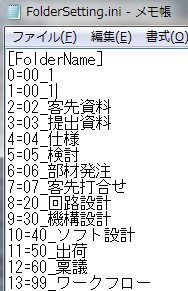 FolderSetting.ini - メモ帳
ファイル(F) 編集(E) 書式(O)
[FolderName]
0=00_1
1=00_1
2=02_客先資料
3=03_提出資料
4=04_仕様
5=05_検討
6=06_部材発注
7=07_客先打合せ
8=20_回路設計
9=30_機構設計
10=40_ソフト設計
11=50_出荷
12=60_稟議
13=99_ワークフロー